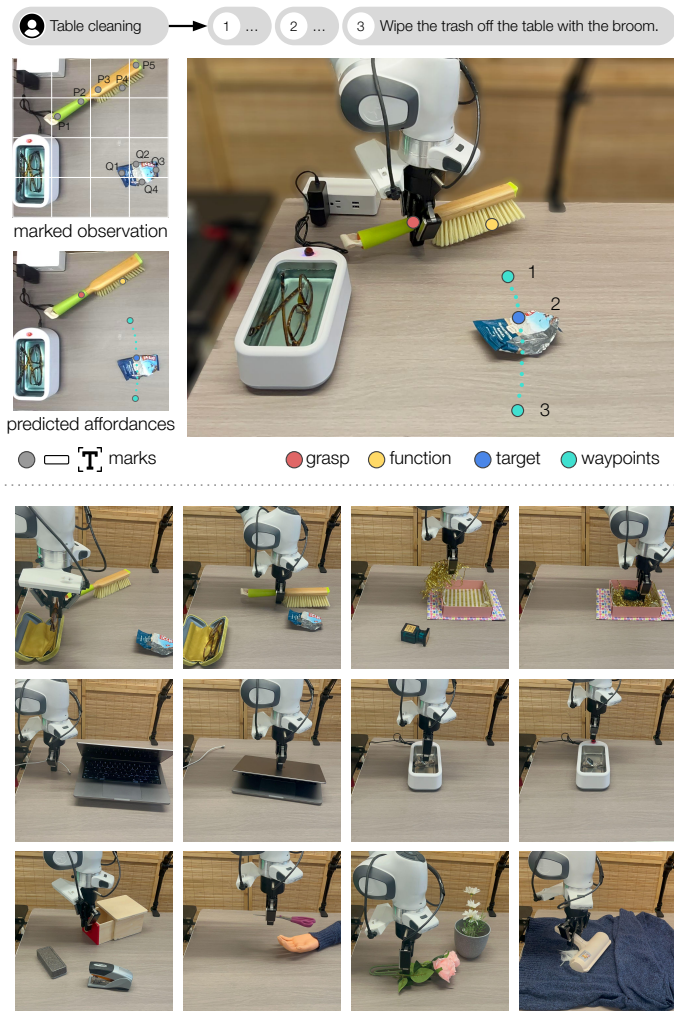 Table cleaning
1 ...
2 ...
3 Wipe the trash off the table with the broom.
P5
P3
P4
P2
P1
Q2
Q1
Q3
Q4
marked observation
predicted affordances
1
2
3
T marks
grasp
function
target
waypoints